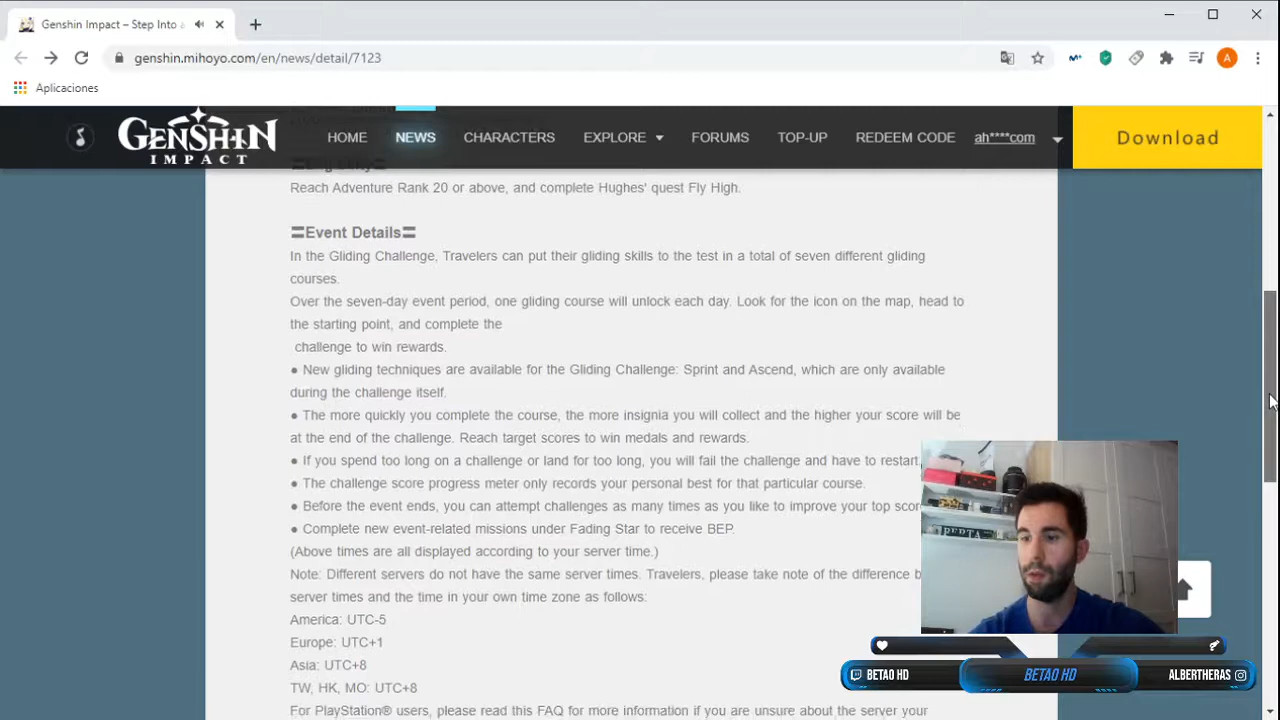 Genshin Impact – Step Into
genshin.mihoyo.com/en/news/detail/7123
A
Aplicaciones
GENSHIN
IMPACT
HOME
NEWS
CHARACTERS
EXPLORE
FORUMS
TOP-UP
REDEEM CODE
ah****com
Download
Reach Adventure Rank 20 or above, and complete Hughes' quest Fly High.
〓Event Details〓
In the Gliding Challenge, Travelers can put their gliding skills to the test in a total of seven different gliding
courses.
Over the seven-day event period, one gliding course will unlock each day. Look for the icon on the map, head to
the starting point, and complete the
challenge to win rewards.
● New gliding techniques are available for the Gliding Challenge: Sprint and Ascend, which are only available
during the challenge itself.
● The more quickly you complete the course, the more insignia you will collect and the higher your score will be
at the end of the challenge. Reach target scores to win medals and rewards.
● If you spend too long on a challenge or land for too long, you will fail the challenge and have to restart.
● The challenge score progress meter only records your personal best for that particular course.
● Before the event ends, you can attempt challenges as many times as you like to improve your top
● Complete new event-related missions under Fading Star to receive BEP.
(Above times are all displayed according to your server time.)
Note: Different servers do not have the same server times. Travelers, please take note of the difference
server times and the time in your own time zone as follows:
America: UTC-5
Europe: UTC+1
Asia: UTC+8
TW, HK, MO: UTC+8
For PlayStation® users, please read this FAQ for more information if you are unsure about the server your
BETAO HD
BETAO HD
ALBERTHERAS